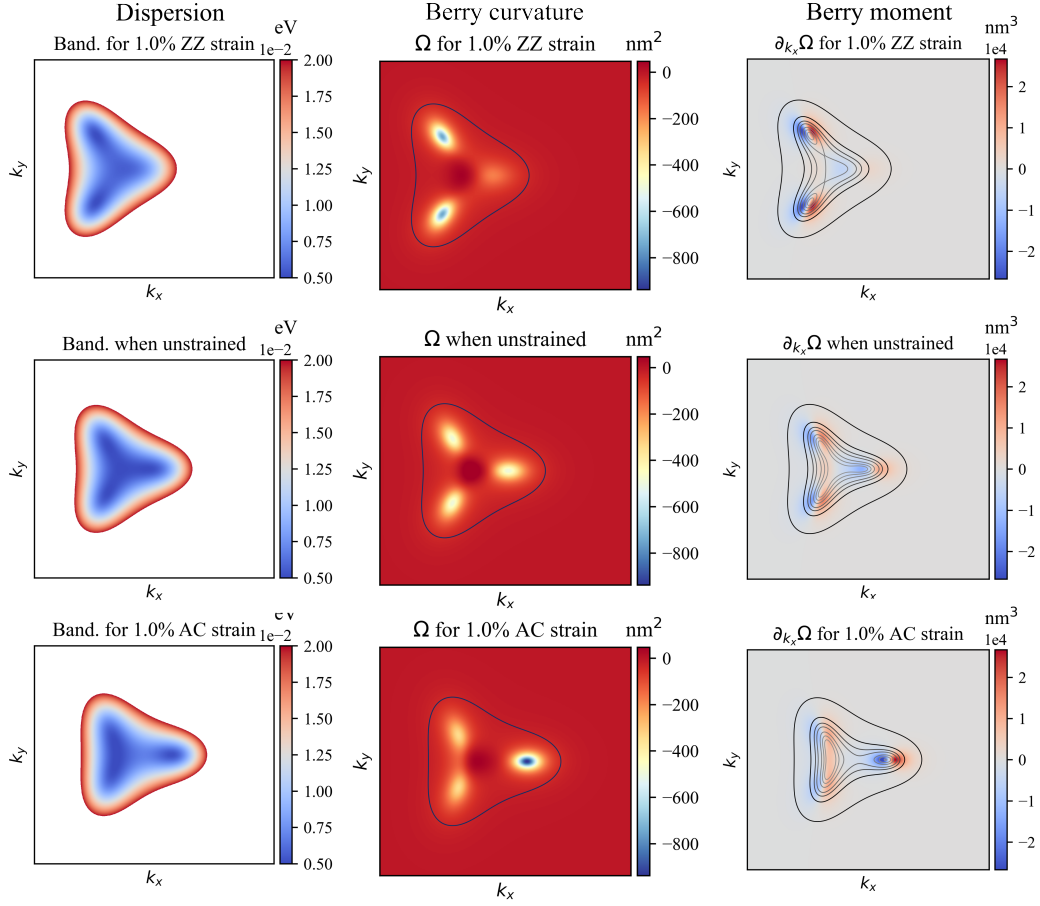 Dispersion
Berry curvature
Berry moment
Band. for 1.0% ZZ strain
eV
1e−2
2.00
1.75
1.50
1.25
1.00
0.75
0.50
k_y
k_x
Ω for 1.0% ZZ strain
nm²
0
−200
−400
−600
−800
k_y
k_x
∂_{k_x}Ω for 1.0% ZZ strain
nm³
1e4
2
1
0
−1
−2
k_y
k_x
Band. when unstrained
eV
1e−2
2.00
1.75
1.50
1.25
1.00
0.75
0.50
k_y
k_x
Ω when unstrained
nm²
0
−200
−400
−600
−800
k_y
k_x
∂_{k_x}Ω when unstrained
nm³
1e4
2
1
0
−1
−2
k_y
k_x
Band. for 1.0% AC strain
eV
1e−2
2.00
1.75
1.50
1.25
1.00
0.75
0.50
k_y
k_x
Ω for 1.0% AC strain
nm²
0
−200
−400
−600
−800
k_y
k_x
∂_{k_x}Ω for 1.0% AC strain
nm³
1e4
2
1
0
−1
−2
k_y
k_x